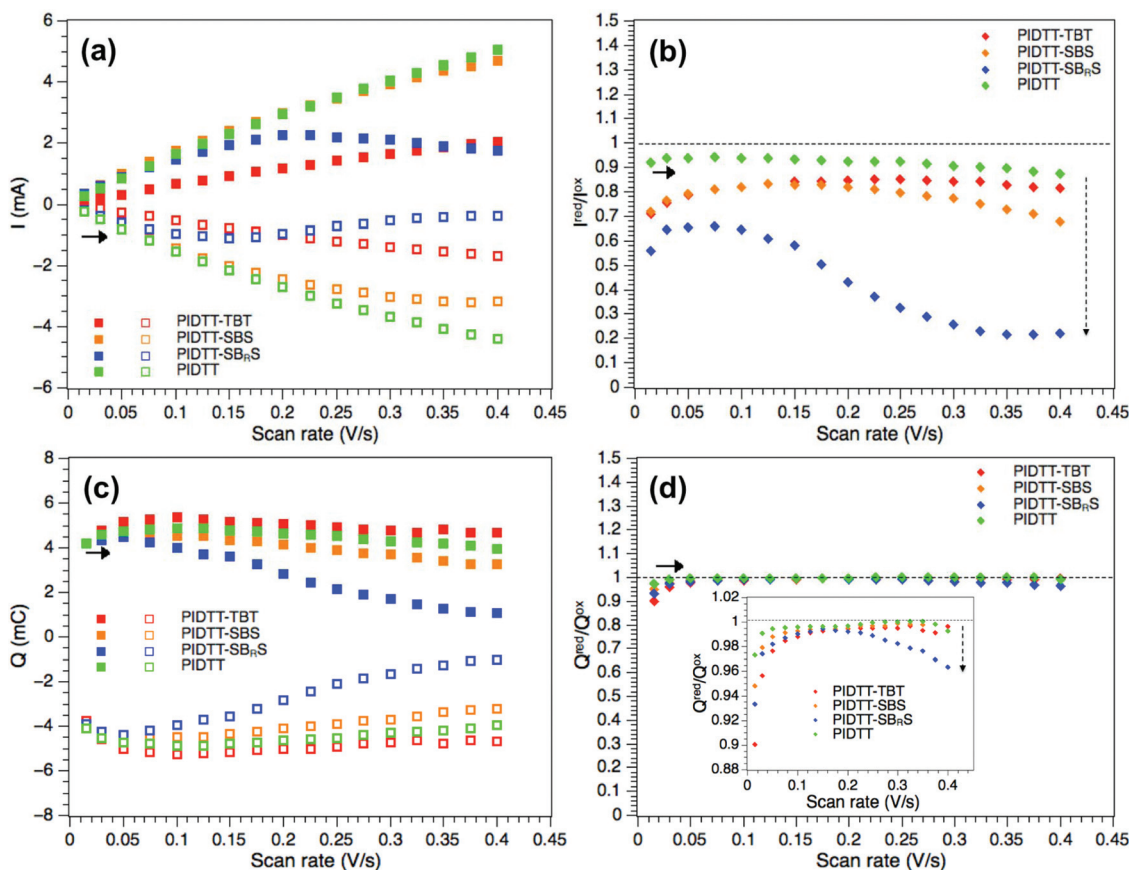 (a)
I (mA)
6
4
2
0
−2
−4
−6
PIDTT-TBT
PIDTT-SBS
PIDTT-SBRS
PIDTT
0 0.05 0.1 0.15 0.2 0.25 0.3 0.35 0.4 0.45
Scan rate (V/s)
(b)
I^red/I^ox
1.5
1.4
1.3
1.2
1.1
1
0.9
0.8
0.7
0.6
0.5
0.4
0.3
0.2
0.1
0
PIDTT-TBT
PIDTT-SBS
PIDTT-SBRS
PIDTT
0 0.05 0.1 0.15 0.2 0.25 0.3 0.35 0.4 0.45
Scan rate (V/s)
(c)
Q (mC)
8
6
4
2
0
−2
−4
−6
−8
PIDTT-TBT
PIDTT-SBS
PIDTT-SBRS
PIDTT
0 0.05 0.1 0.15 0.2 0.25 0.3 0.35 0.4 0.45
Scan rate (V/s)
(d)
Q^red/Q^ox
1.5
1.4
1.3
1.2
1.1
1
0.9
0.8
0.7
0.6
0.5
0.4
0.3
0.2
0.1
0
PIDTT-TBT
PIDTT-SBS
PIDTT-SBRS
PIDTT
Q^red/Q^ox
1.02
1
0.98
0.96
0.94
0.92
0.9
0.88
PIDTT-TBT
PIDTT-SBS
PIDTT-SBRS
PIDTT
0 0.1 0.2 0.3 0.4
Scan rate (V/s)
0 0.05 0.1 0.15 0.2 0.25 0.3 0.35 0.4 0.45
Scan rate (V/s)